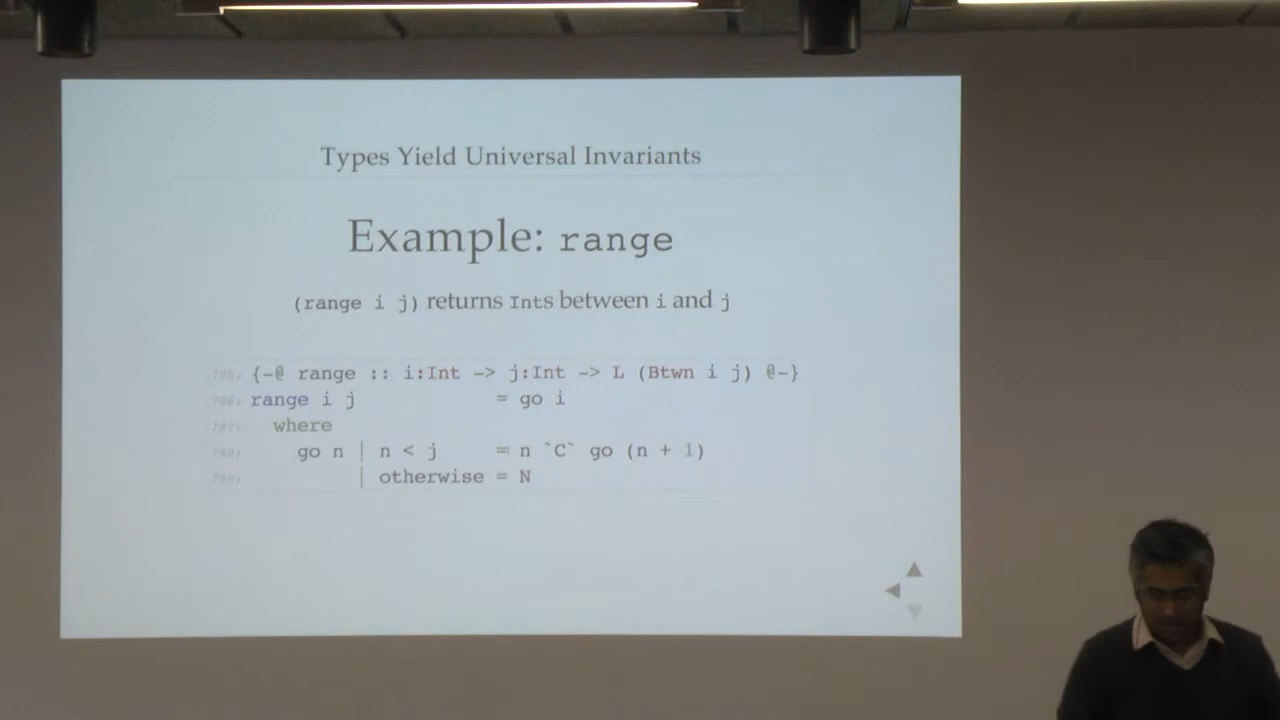 Types Yield Universal Invariants
Example: range
(range i j) returns Ints between i and j
795: {-@ range :: i:Int -> j:Int -> L (Btwn i j) @-}
796: range i j = go i
797: where
798: go n | n < j = n `C` go (n + 1)
799: | otherwise = N